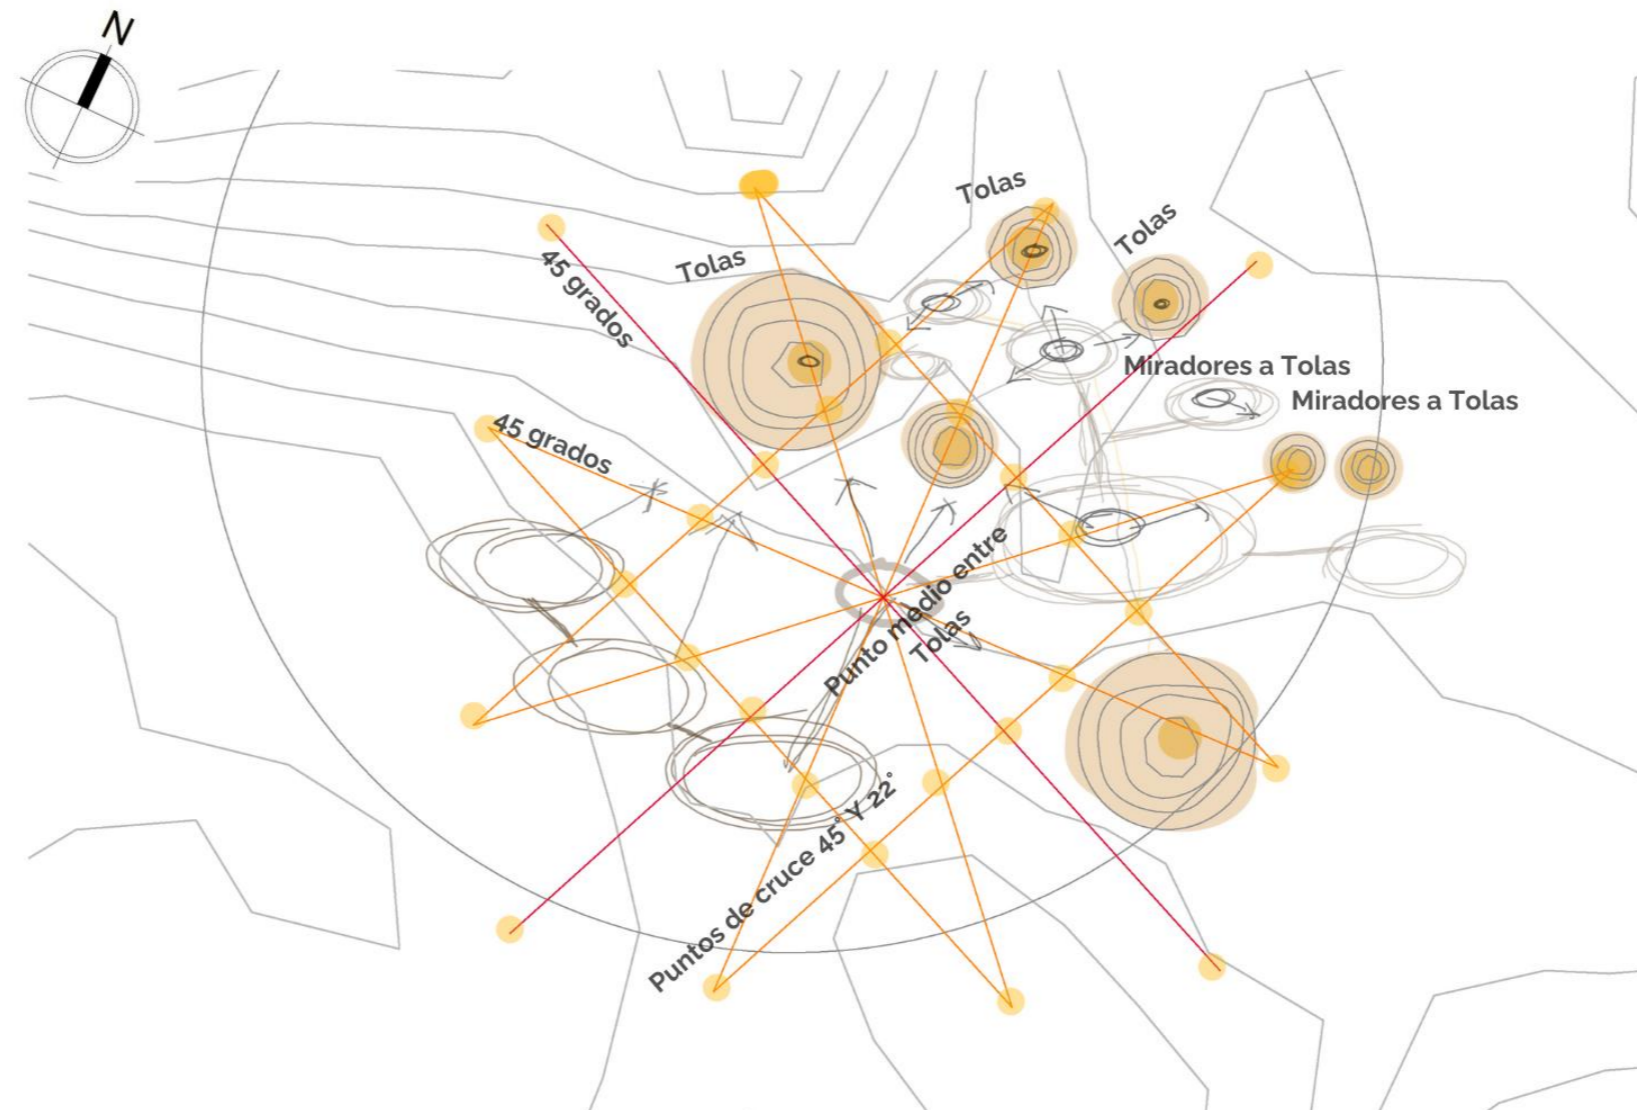 N
Tolas
Tolas
Tolas
45 grados
Miradores a Tolas
Miradores a Tolas
45 grados
Punto medio entre
Tolas
Puntos de cruce 45° Y 22°